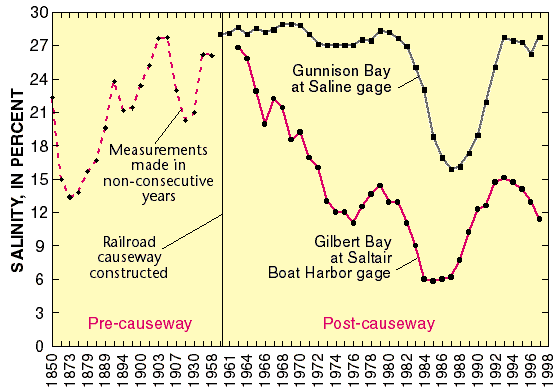 SALINITY, IN PERCENT
30
27
24
21
18
15
12
9
6
3
0
Gunnison Bay
at Saline gage
Measurements
made in
non-consecutive
years
Railroad
causeway
constructed
Gilbert Bay
at Saltair
Boat Harbor gage
Pre-causeway
Post-causeway
1850 1873 1879 1889 1894 1900 1903 1907 1930 1958 1961 1964 1966 1968 1970 1972 1974 1976 1978 1980 1982 1984 1986 1988 1990 1992 1994 1996 1998